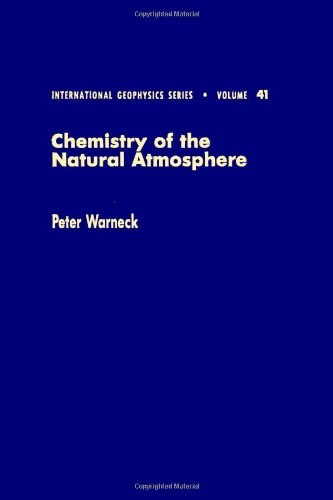 INTERNATIONAL GEOPHYSICS SERIES • VOLUME 41
Chemistry of the
Natural Atmosphere
Peter Warneck